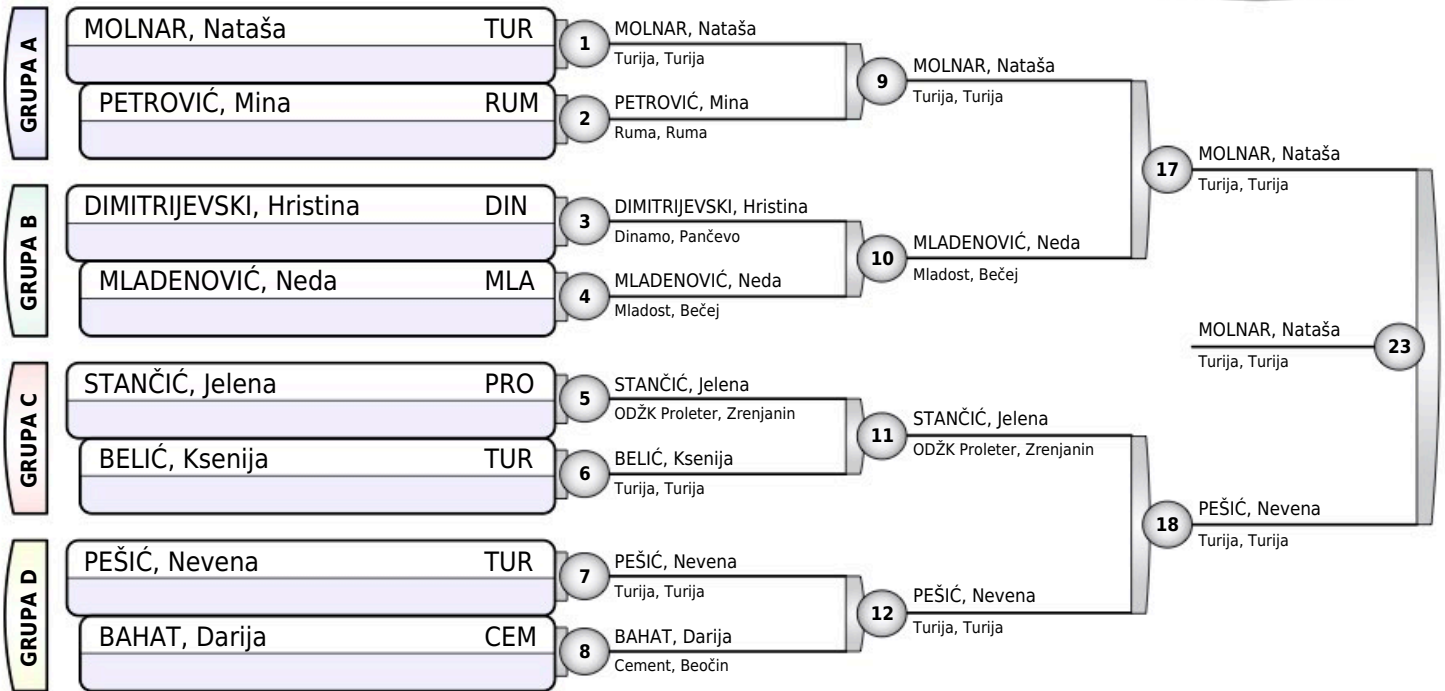 GRUPA A
MOLNAR, Nataša TUR
PETROVIĆ, Mina RUM
1
MOLNAR, Nataša
Turija, Turija
2
PETROVIĆ, Mina
Ruma, Ruma
9
MOLNAR, Nataša
Turija, Turija
GRUPA B
DIMITRIJEVSKI, Hristina DIN
MLADENOVIĆ, Neda MLA
3
DIMITRIJEVSKI, Hristina
Dinamo, Pančevo
4
MLADENOVIĆ, Neda
Mladost, Bečej
10
MLADENOVIĆ, Neda
Mladost, Bečej
17
MOLNAR, Nataša
Turija, Turija
GRUPA C
STANČIĆ, Jelena PRO
BELIĆ, Ksenija TUR
5
STANČIĆ, Jelena
ODŽK Proleter, Zrenjanin
6
BELIĆ, Ksenija
Turija, Turija
11
STANČIĆ, Jelena
ODŽK Proleter, Zrenjanin
GRUPA D
PEŠIĆ, Nevena TUR
BAHAT, Darija CEM
7
PEŠIĆ, Nevena
Turija, Turija
8
BAHAT, Darija
Cement, Beočin
12
PEŠIĆ, Nevena
Turija, Turija
18
PEŠIĆ, Nevena
Turija, Turija
MOLNAR, Nataša
Turija, Turija
23